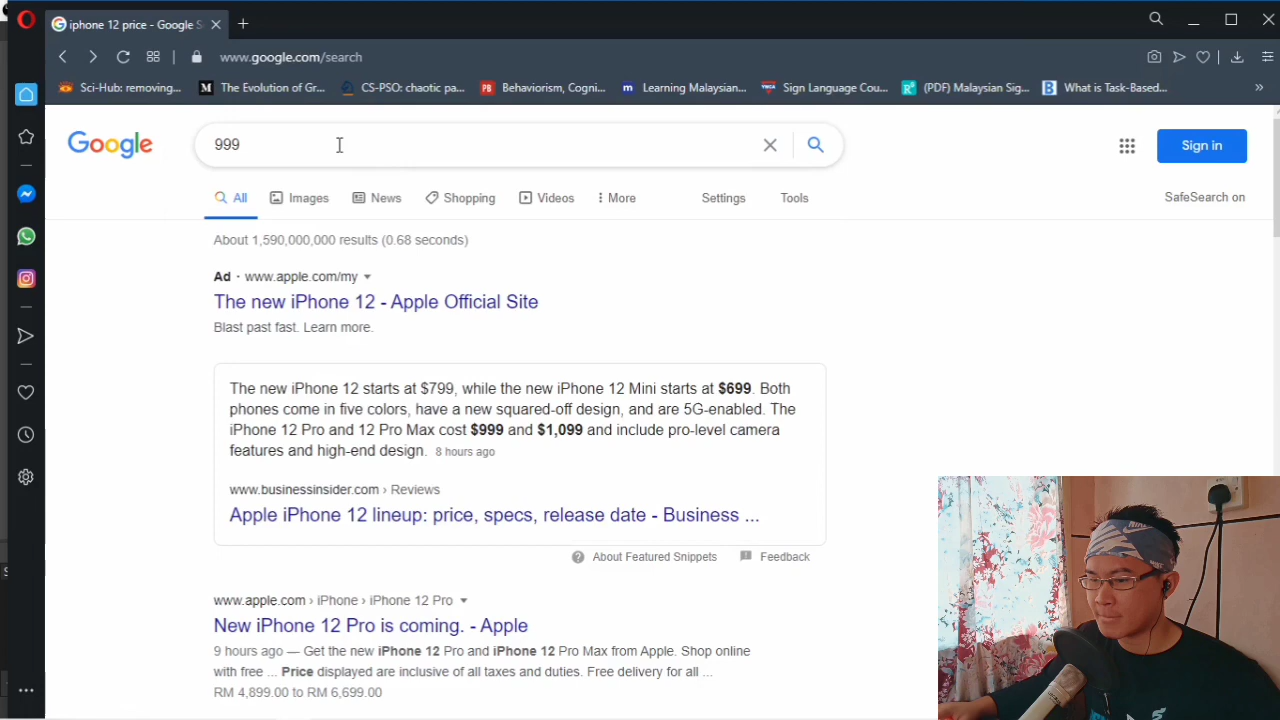 iphone 12 price - Google S
www.google.com/search
Sci-Hub: removing...
The Evolution of Gr...
CS-PSO: chaotic pa...
PB
Behaviorism, Cogni...
Learning Malaysian...
Sign Language Cou...
(PDF) Malaysian Sig...
What is Task-Based...
Google
999
Sign in
All
Images
News
Shopping
Videos
More
Settings
Tools
SafeSearch on
About 1,590,000,000 results (0.68 seconds)
Ad · www.apple.com/my
The new iPhone 12 - Apple Official Site
Blast past fast. Learn more.
The new iPhone 12 starts at $799, while the new iPhone 12 Mini starts at $699. Both
phones come in five colors, have a new squared-off design, and are 5G-enabled. The
iPhone 12 Pro and 12 Pro Max cost $999 and $1,099 and include pro-level camera
features and high-end design. 8 hours ago
www.businessinsider.com › Reviews
Apple iPhone 12 lineup: price, specs, release date - Business ...
About Featured Snippets
Feedback
www.apple.com › iPhone › iPhone 12 Pro
New iPhone 12 Pro is coming. - Apple
9 hours ago — Get the new iPhone 12 Pro and iPhone 12 Pro Max from Apple. Shop online
with free ... Price displayed are inclusive of all taxes and duties. Free delivery for all ...
RM 4,899.00 to RM 6,699.00